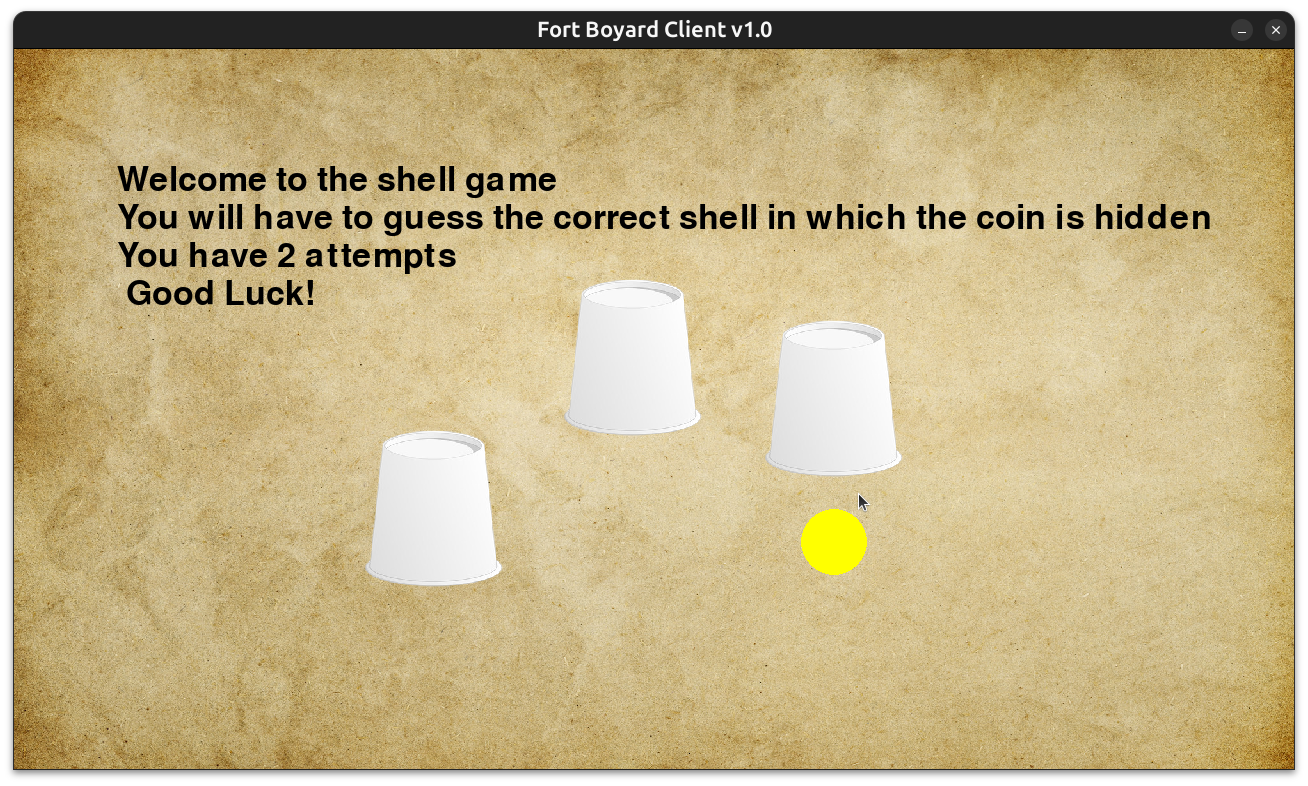 Fort Boyard Client v1.0
Welcome to the shell game
You will have to guess the correct shell in which the coin is hidden
You have 2 attempts
Good Luck!